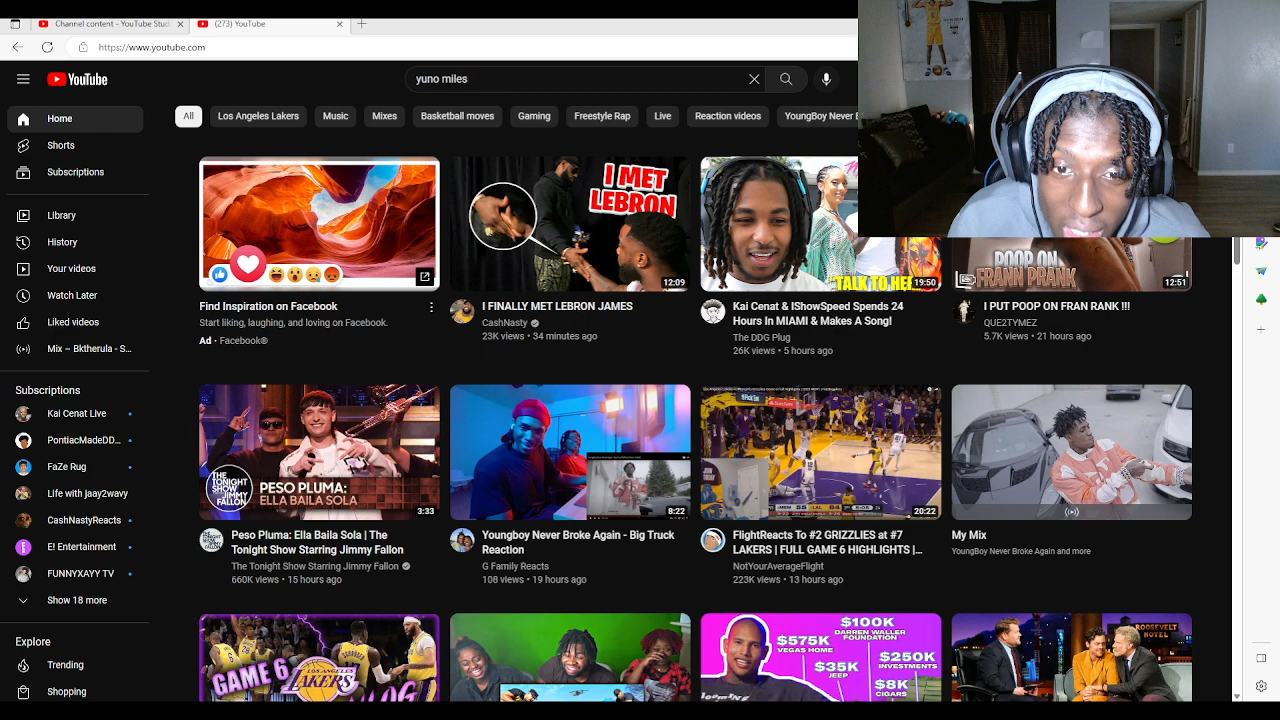 Channel content - YouTube Studi
(273) YouTube
https://www.youtube.com
YouTube
yuno miles
Home
Shorts
Subscriptions
Library
History
Your videos
Watch Later
Liked videos
Mix – Bktherula - S...
Subscriptions
Kai Cenat Live
PontiacMadeDD...
FaZe Rug
Life with jaay2wavy
CashNasty Reacts
E! Entertainment
FUNNYXAYY TV
Show 18 more
Explore
Trending
Shopping
All
Los Angeles Lakers
Music
Mixes
Basketball moves
Gaming
Freestyle Rap
Live
Reaction videos
YoungBoy Never B
Find Inspiration on Facebook
Start liking, laughing, and loving on Facebook.
Ad • Facebook®
I MET
LEBRON
12:09
I FINALLY MET LEBRON JAMES
CashNasty
23K views • 34 minutes ago
"TALK TO HER
19:50
Kai Cenat & IShowSpeed Spends 24
Hours In MIAMI & Makes A Song!
The DDG Plug
26K views • 5 hours ago
POOP ON
FRANN PRANK
12:51
I PUT POOP ON FRAN RANK !!!
QUE2TYMEZ
5.7K views • 21 hours ago
THE
TONIGHT
SHOW
STARRING
JIMMY
FALLON
PESO PLUMA:
ELLA BAILA SOLA
3:33
Peso Pluma: Ella Baila Sola | The
Tonight Show Starring Jimmy Fallon
The Tonight Show Starring Jimmy Fallon
660K views • 15 hours ago
8:22
Youngboy Never Broke Again - Big Truck
Reaction
G Family Reacts
108 views • 19 hours ago
20:22
FlightReacts To #2 GRIZZLIES at #7
LAKERS | FULL GAME 6 HIGHLIGHTS |...
NotYourAverageFlight
223K views • 13 hours ago
My Mix
YoungBoy Never Broke Again and more
GAME 6
LOS ANGELES
LAKERS
$100K
DARREN WALLER
FOUNDATION
$575K
VEGAS HOME
$250K
INVESTMENTS
$35K
JEEP
$8K
CIGARS
ROOSEVELT
HOTEL